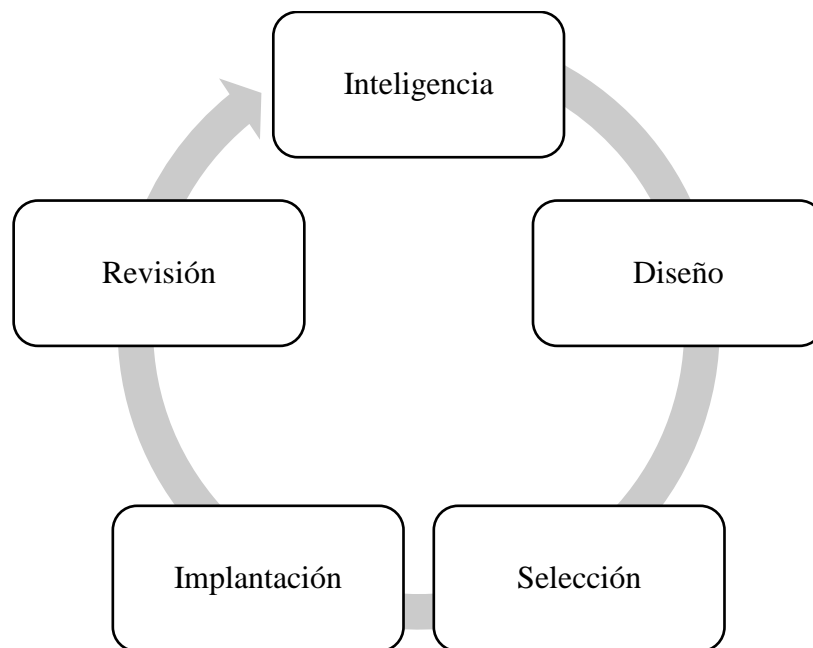 Inteligencia
Diseño
Selección
Implantación
Revisión